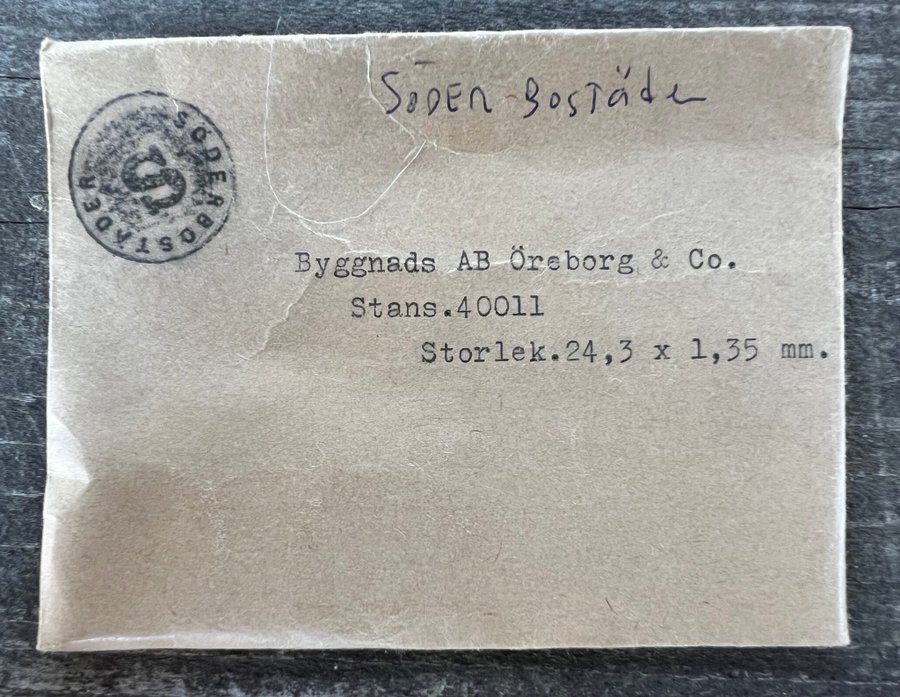 SÖDER BOSTÄDER
S
SÖDER Bostäder
Byggnads AB Öreborg & Co.
Stans.40011
Storlek.24,3 x 1,35 mm.